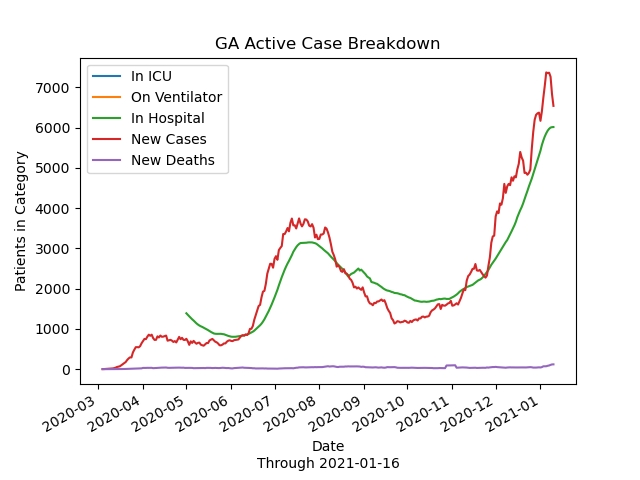 GA Active Case Breakdown
In ICU
On Ventilator
In Hospital
New Cases
New Deaths
Patients in Category
7000
6000
5000
4000
3000
2000
1000
0
2020-03
2020-04
2020-05
2020-06
2020-07
2020-08
2020-09
2020-10
2020-11
2020-12
2021-01
Date
Through 2021-01-16